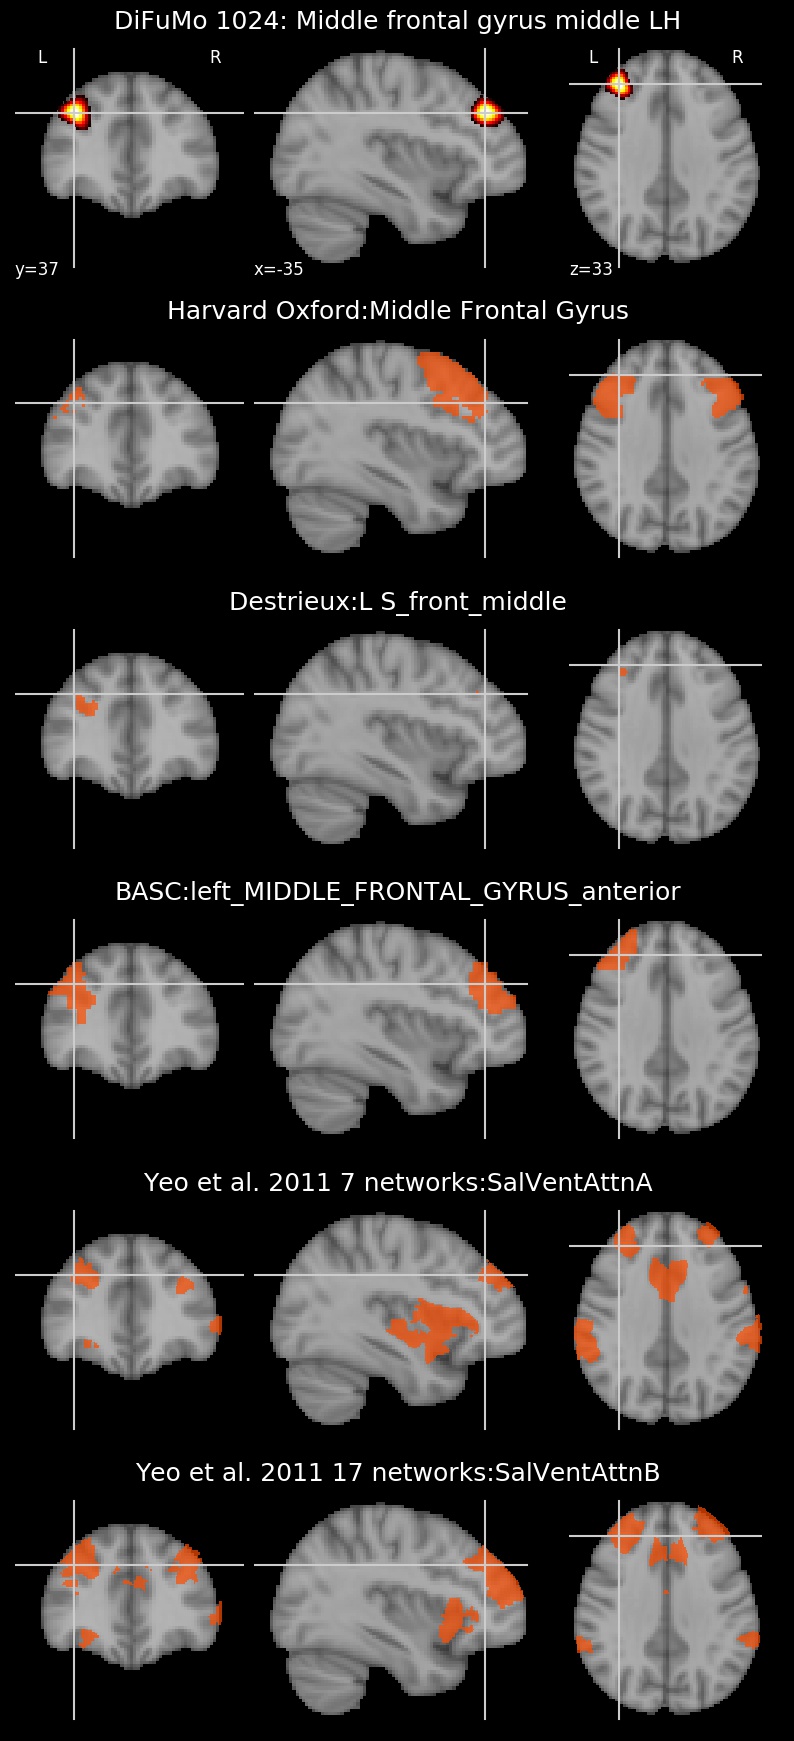 DiFuMo 1024: Middle frontal gyrus middle LH
L R L R
y=37 x=-35 z=33
Harvard Oxford:Middle Frontal Gyrus
Destrieux:L S_front_middle
BASC:left_MIDDLE_FRONTAL_GYRUS_anterior
Yeo et al. 2011 7 networks:SalVentAttnA
Yeo et al. 2011 17 networks:SalVentAttnB